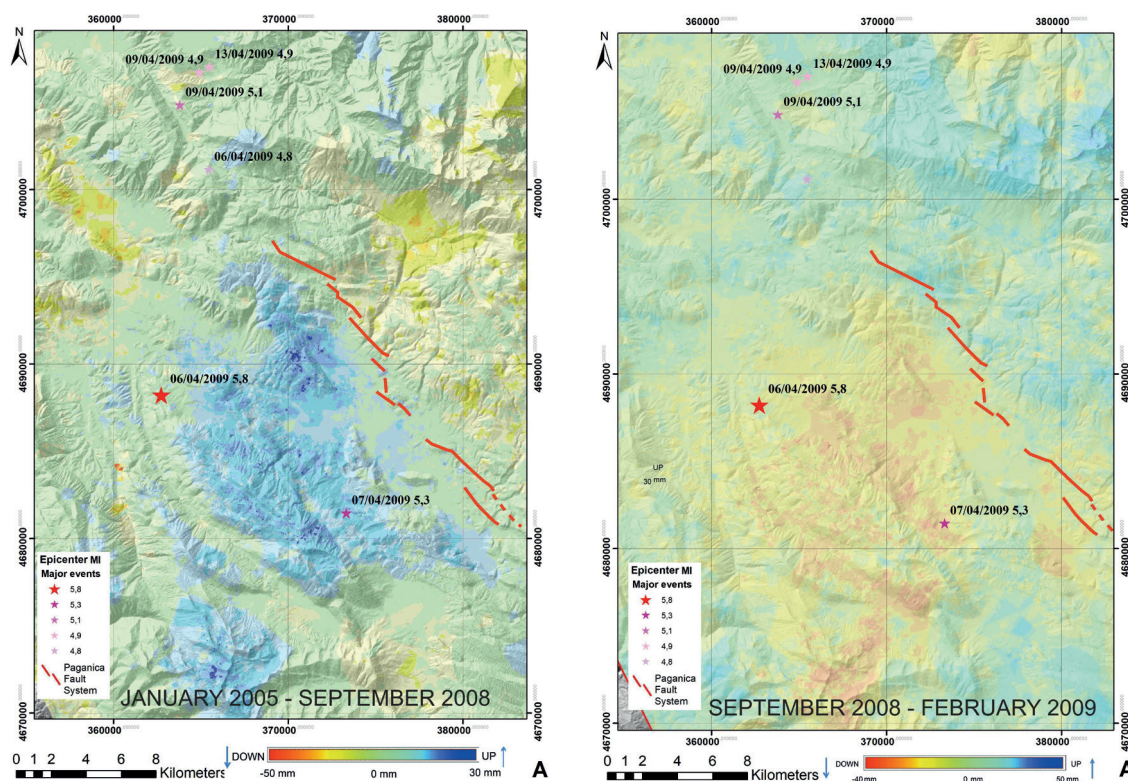 360000 370000 380000
N
09/04/2009 4,9
13/04/2009 4,9
09/04/2009 5,1
06/04/2009 4,8
4700000
4690000
06/04/2009 5,8
07/04/2009 5,3
4680000
Epicenter Ml
Major events
5,8
5,3
5,1
4,9
4,8
Paganica
Fault
System
JANUARY 2005 - SEPTEMBER 2008
4670000
360000 370000 380000
0 1 2 4 6 8
Kilometers
DOWN UP
-50 mm 0 mm 30 mm
A
360000 370000 380000
N
09/04/2009 4,9
13/04/2009 4,9
09/04/2009 5,1
4700000
4690000
06/04/2009 5,8
UP
30 mm
07/04/2009 5,3
4680000
Epicenter Ml
Major events
5,8
5,3
5,1
4,9
4,8
Paganica
Fault
System
SEPTEMBER 2008 - FEBRUARY 2009
4670000
360000 370000 380000
0 1 2 4 6 8
Kilometers
DOWN UP
-40mm 0 mm 50 mm
A